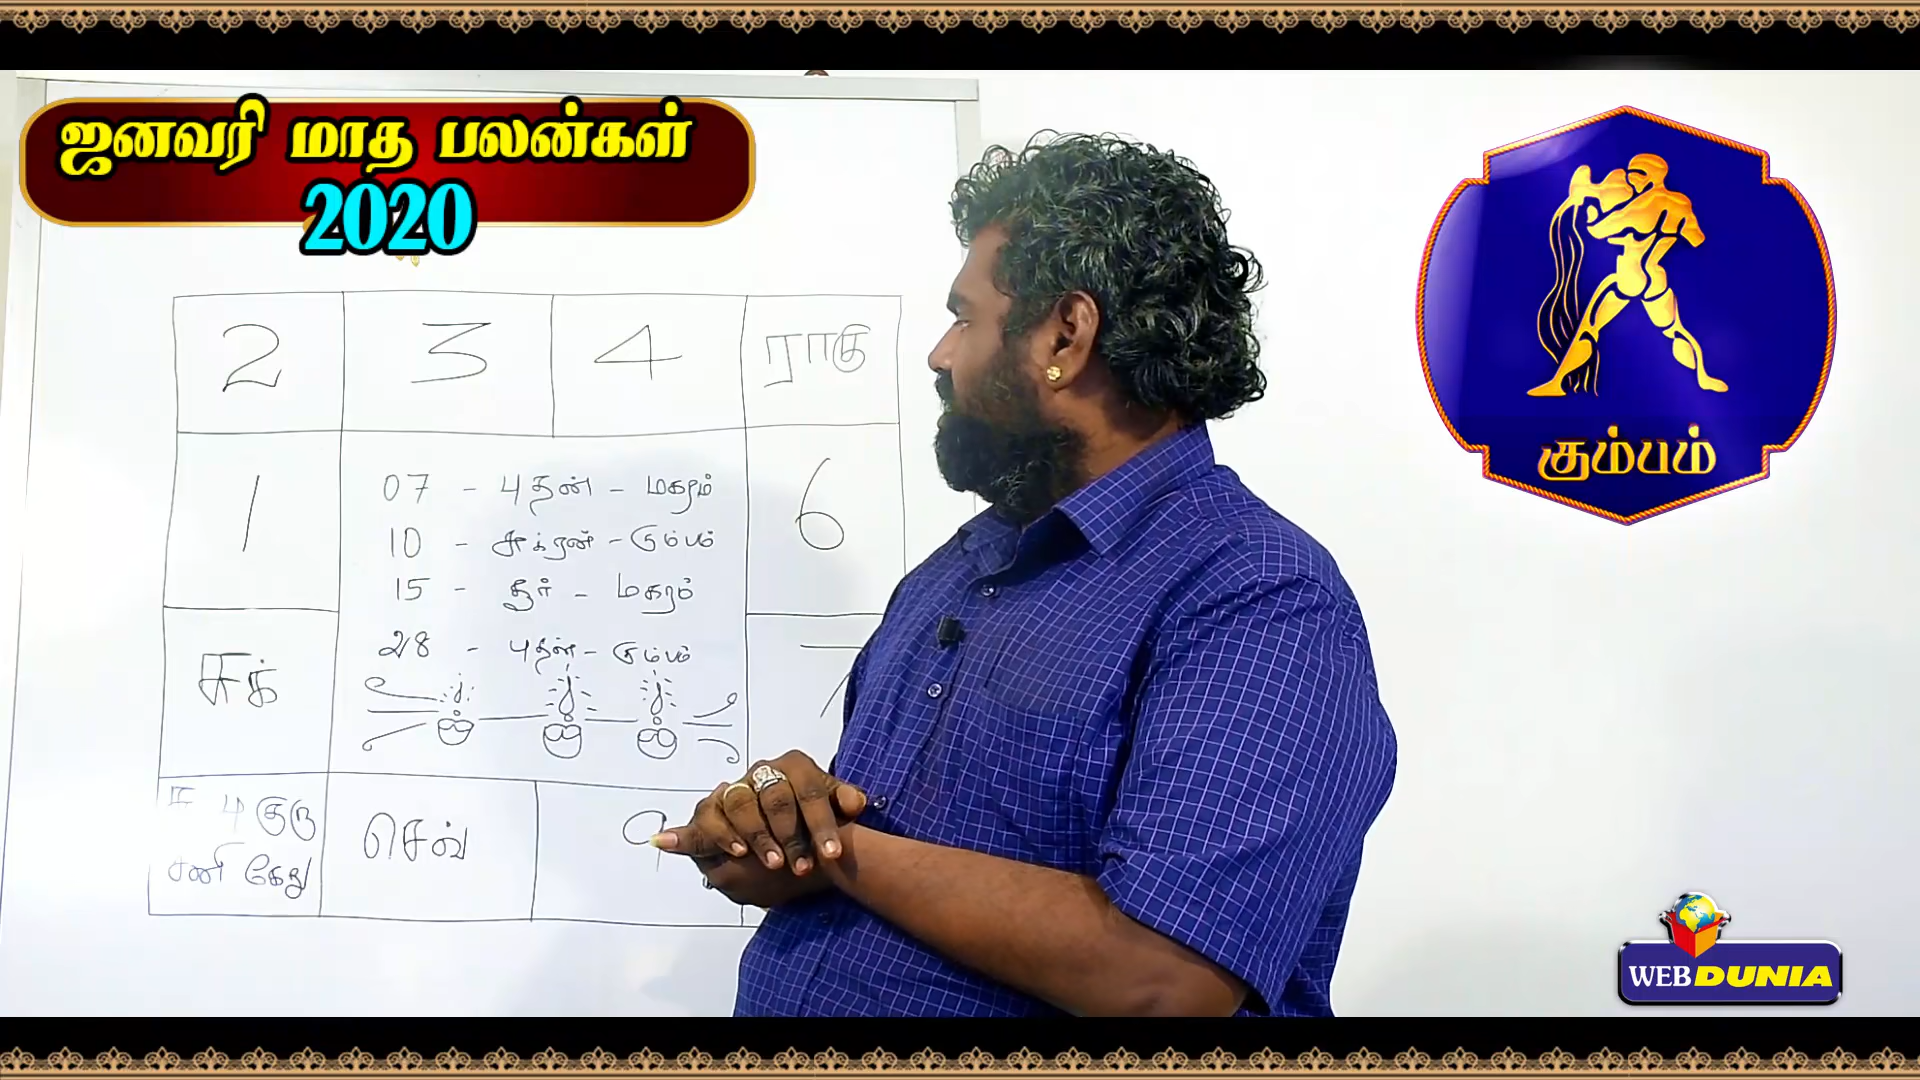 ஜனவரி மாத பலன்கள்
2020
2 3 4 ராகு
1
6
07 - புதன் - மகரம்
10 - சுக்ரன் - கும்பம்
15 - சூர் - மகரம்
28 - புதன் - கும்பம்
சுக்
பு குரு
சனி கேது
செவ்
9
கும்பம்
WEBDUNIA